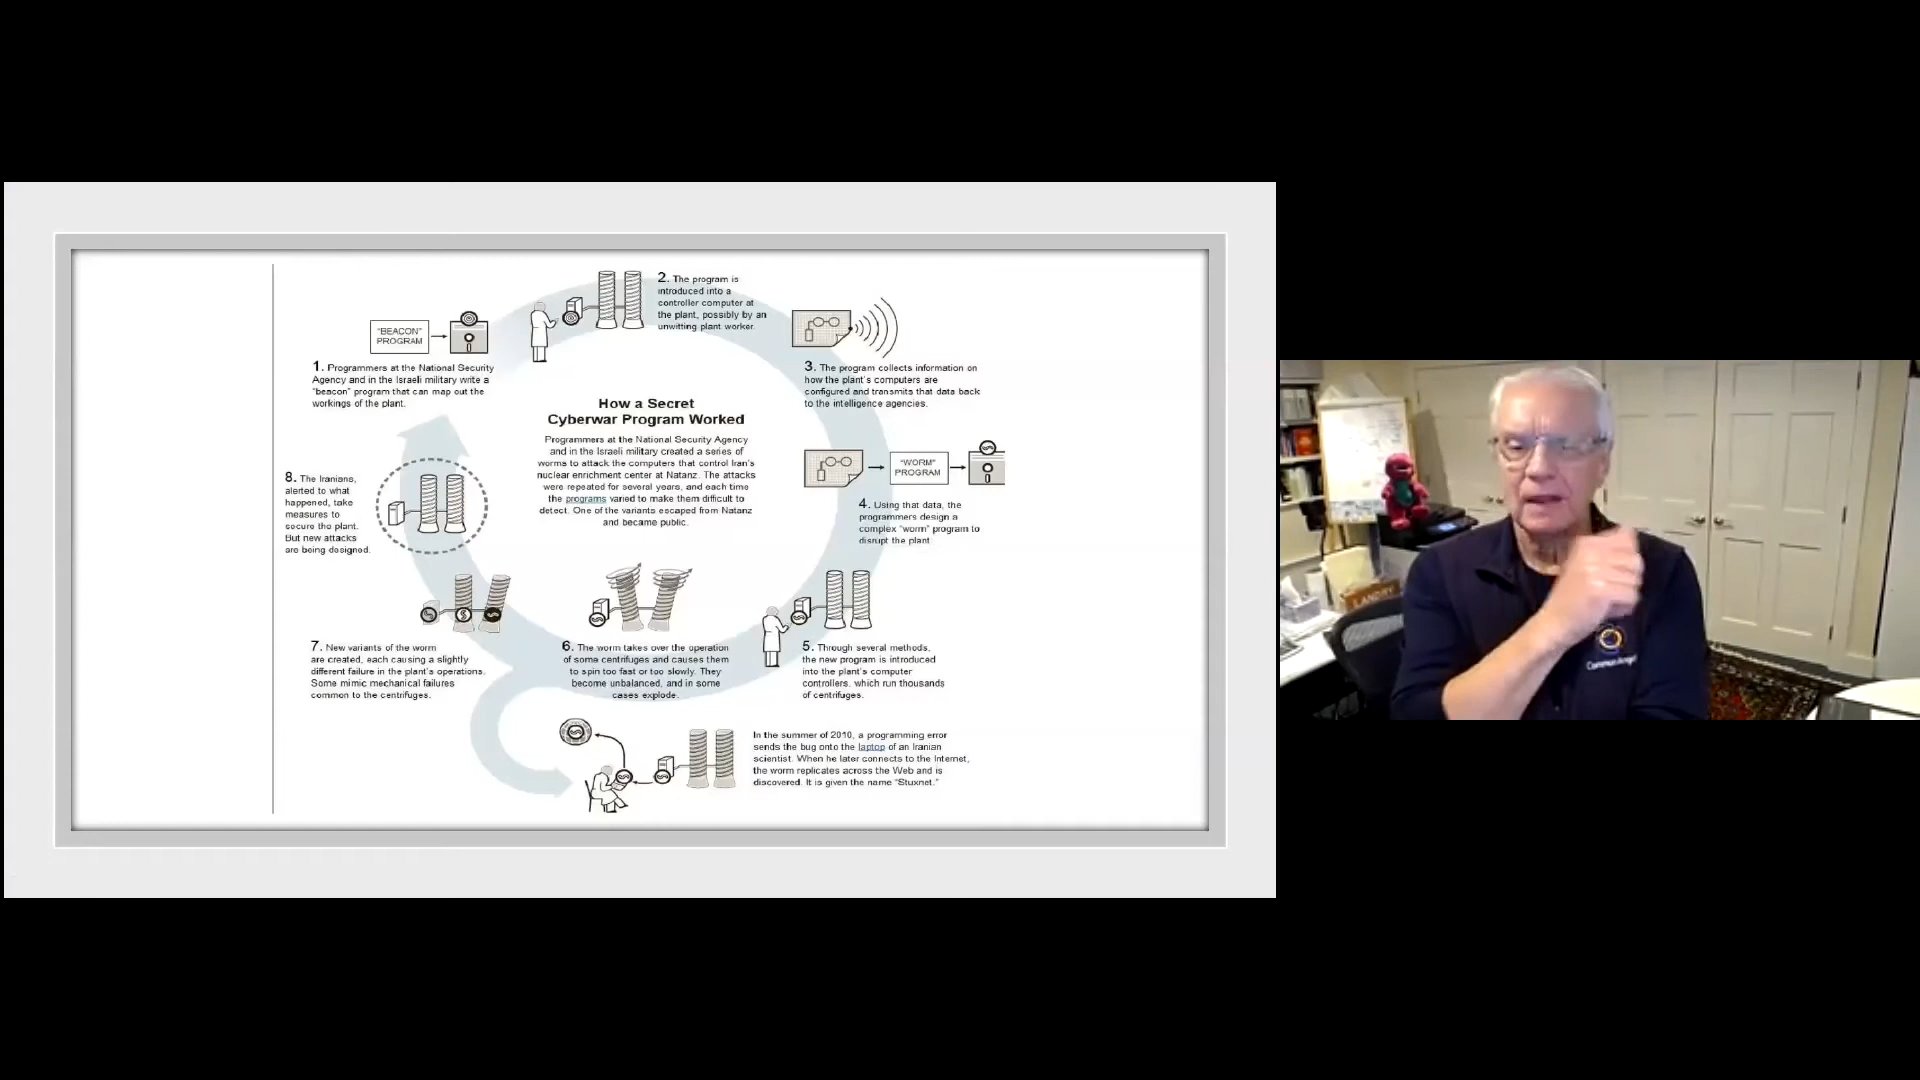 "BEACON"
PROGRAM
1. Programmers at the National Security
Agency and in the Israeli military write a
"beacon" program that can map out the
workings of the plant.
2. The program is
introduced into a
controller computer at
the plant, possibly by an
unwitting plant worker.
3. The program collects information on
how the plant's computers are
configured and transmits that data back
to the intelligence agencies.
How a Secret
Cyberwar Program Worked
Programmers at the National Security Agency
and in the Israeli military created a series of
worms to attack the computers that control Iran's
nuclear enrichment center at Natanz. The attacks
were repeated for several years, and each time
the programs varied to make them difficult to
detect. One of the variants escaped from Natanz
and became public.
"WORM"
PROGRAM
4. Using that data, the
programmers design a
complex "worm" program to
disrupt the plant
5. Through several methods,
the new program is introduced
into the plant's computer
controllers, which run thousands
of centrifuges.
6. The worm takes over the operation
of some centrifuges and causes them
to spin too fast or too slowly. They
become unbalanced, and in some
cases explode.
7. New variants of the worm
are created, each causing a slightly
different failure in the plant's operations.
Some mimic mechanical failures
common to the centrifuges.
8. The Iranians,
alerted to what
happened, take
measures to
secure the plant.
But new attacks
are being designed.
In the summer of 2010, a programming error
sends the bug onto the laptop of an Iranian
scientist. When he later connects to the Internet,
the worm replicates across the Web and is
discovered. It is given the name "Stuxnet."
LANDRY